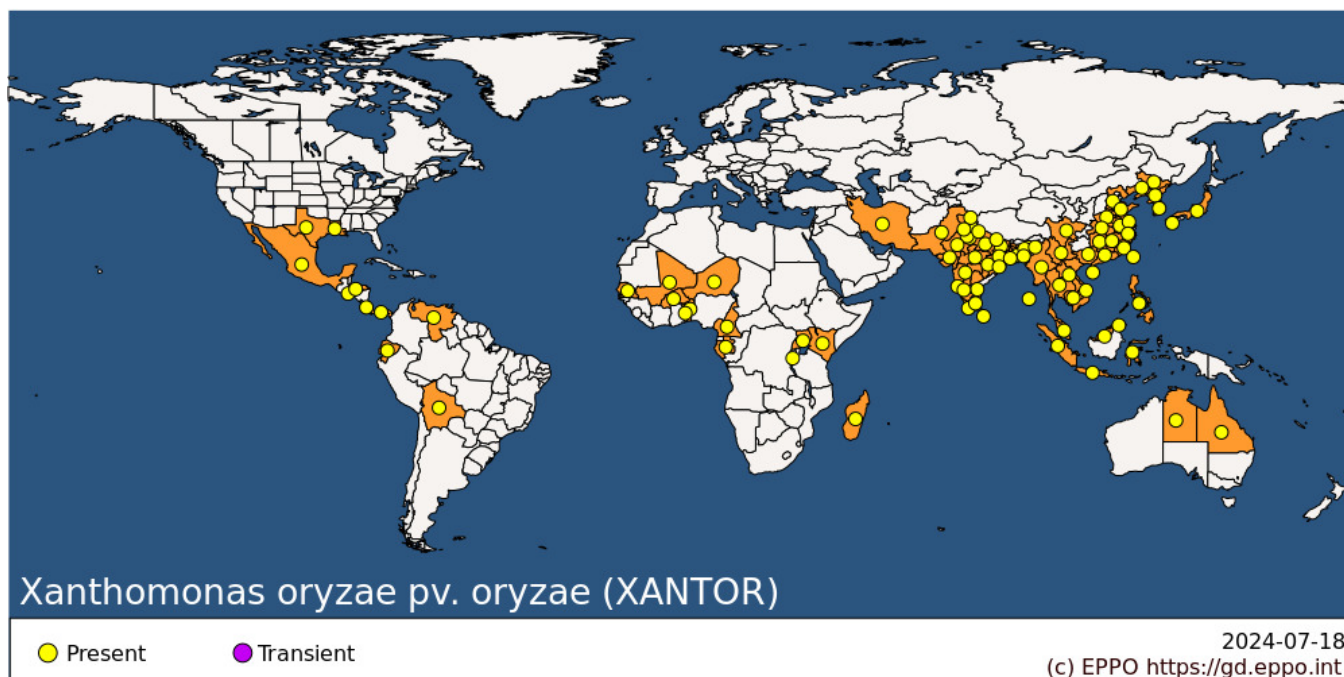 Xanthomonas oryzae pv. oryzae (XANTOR)
Present
Transient
2024-07-18
(c) EPPO https://gd.eppo.int